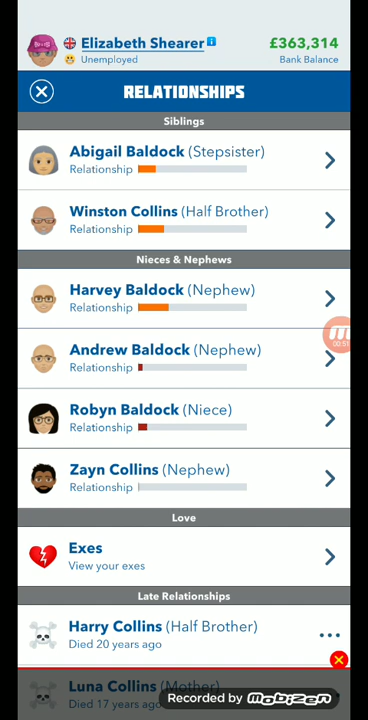 Elizabeth Shearer
£363,314
Unemployed
Bank Balance
RELATIONSHIPS
Siblings
Abigail Baldock (Stepsister)
Relationship
Winston Collins (Half Brother)
Relationship
Nieces & Nephews
Harvey Baldock (Nephew)
Relationship
Andrew Baldock (Nephew)
Relationship
00:51
Robyn Baldock (Niece)
Relationship
Zayn Collins (Nephew)
Relationship
Love
Exes
View your exes
Late Relationships
Harry Collins (Half Brother)
Died 20 years ago
Luna Collins (Mother)
Died 17 years ago
Recorded by mobizen